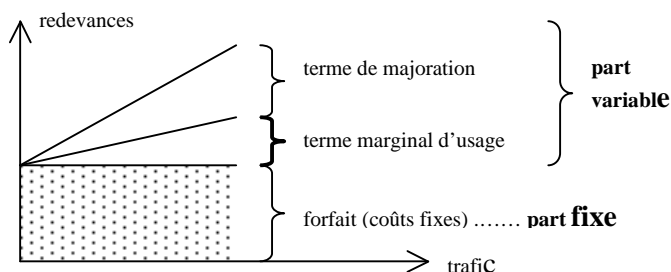 redevances
terme de majoration
part
variable
terme marginal d’usage
forfait (coûts fixes) ....... part fixe
trafic